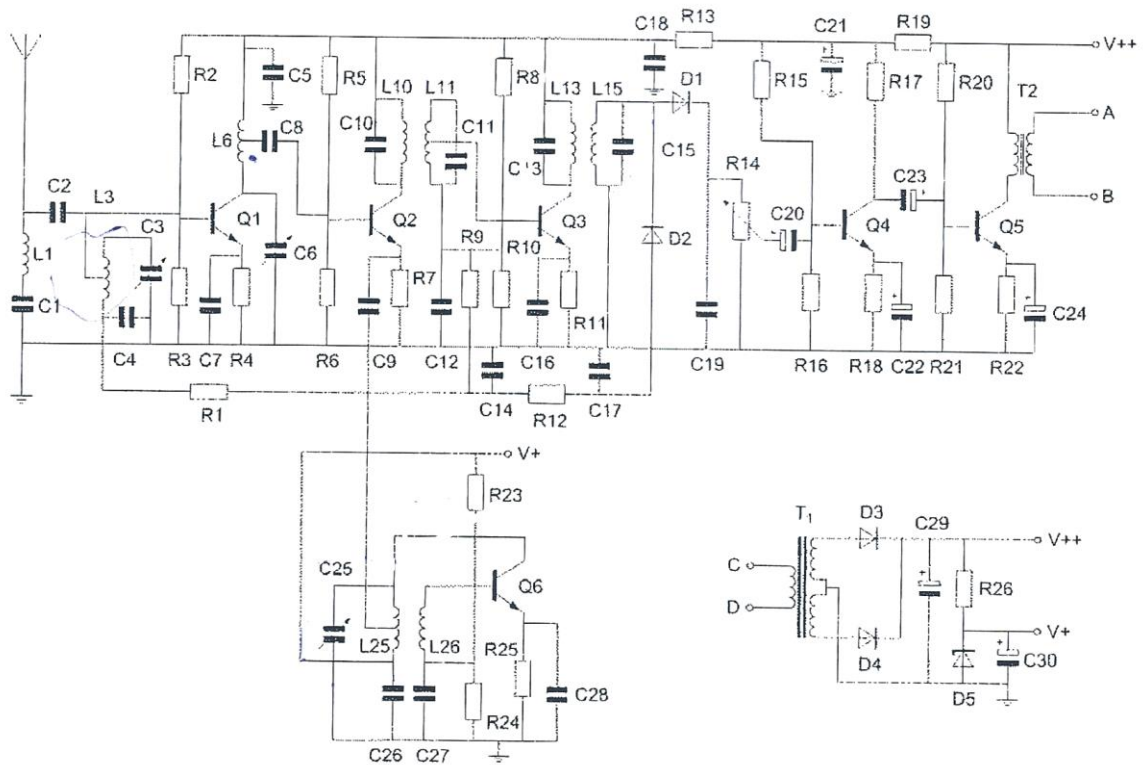 C18 R13 C21 R19 V++
R2 C5 R5 L10 L11 R8 L13 L15 D1 R15 R17 R20 T2
C8 L6 C10 C11 C15 A
C2 L3 R14 C23 B
C3 Q1 Q2 Q3 C20 Q4 Q5
L1 C6 R9 R10 D2
C1 R7 R11 C24
C4 R3 C7 R4 R6 C9 C12 C16 C19 R16 R18 C22 R21 R22
R1 C14 R12 C17
V+
R23
D3 C29 V++
T1
C25 Q6 C
R26
D
L25 L26 R25 V+
D4 C30
C28 D5
R24
C26 C27